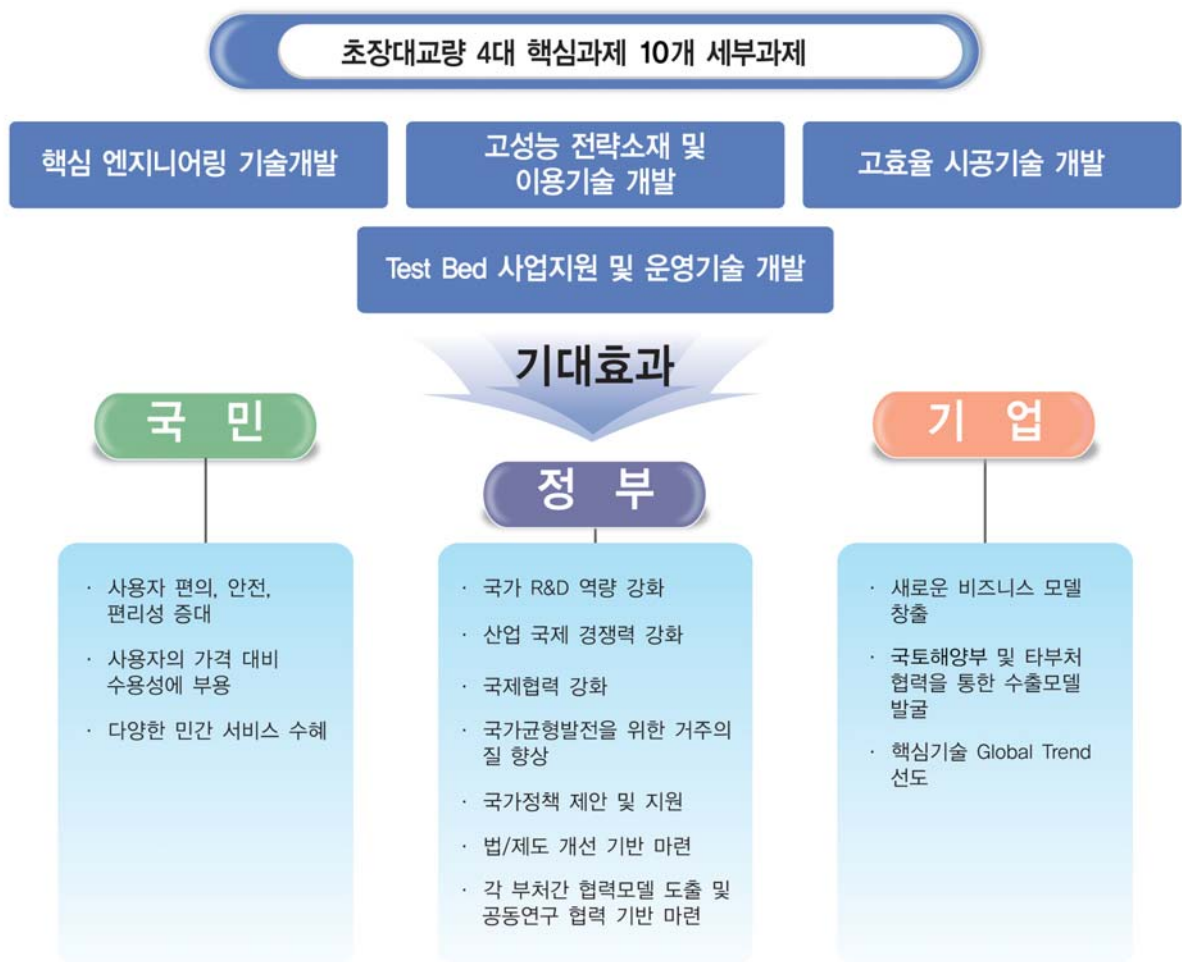 초장대교량 4대 핵심과제 10개 세부과제
핵심 엔지니어링 기술개발
고성능 전략소재 및
이용기술 개발
고효율 시공기술 개발
Test Bed 사업지원 및 운영기술 개발
기대효과
국 민
· 사용자 편의, 안전,
편리성 증대
· 사용자의 가격 대비
수용성에 부용
· 다양한 민간 서비스 수혜
정 부
· 국가 R&D 역량 강화
· 산업 국제 경쟁력 강화
· 국제협력 강화
· 국가균형발전을 위한 거주의
질 향상
· 국가정책 제안 및 지원
· 법/제도 개선 기반 마련
· 각 부처간 협력모델 도출 및
공동연구 협력 기반 마련
기 업
· 새로운 비즈니스 모델
창출
· 국토해양부 및 타부처
협력을 통한 수출모델
발굴
· 핵심기술 Global Trend
선도